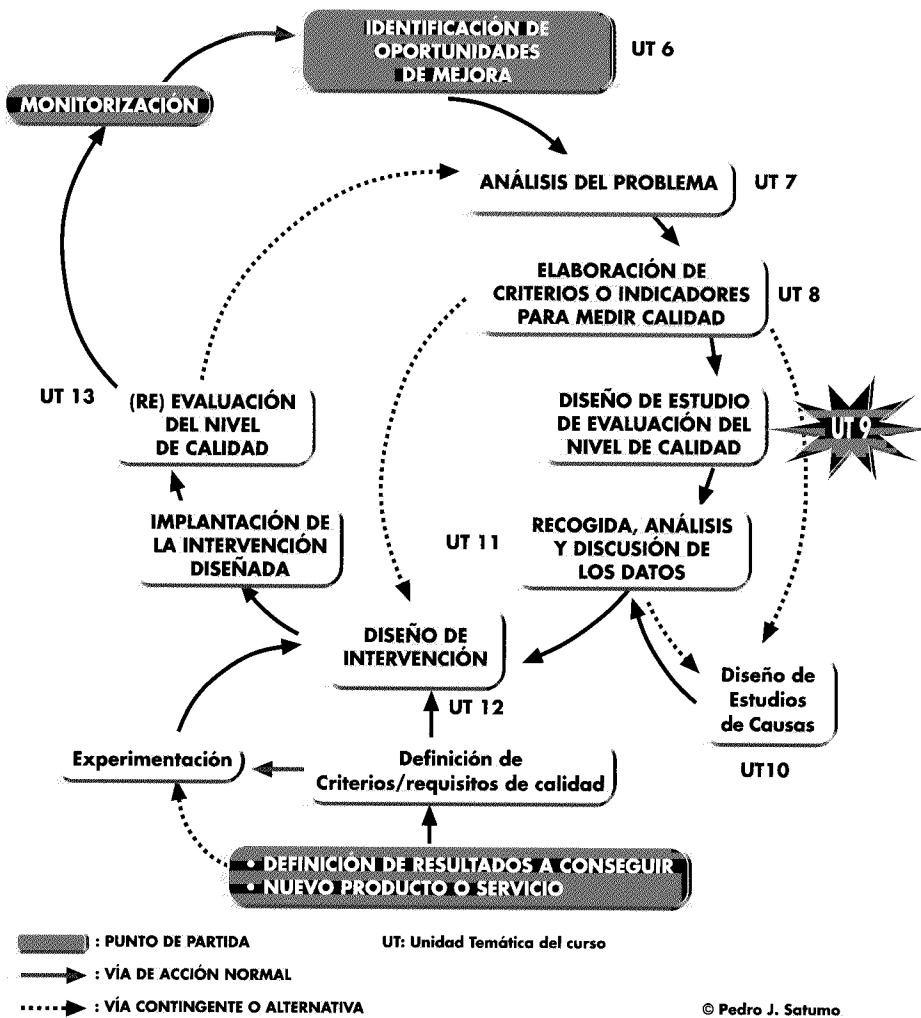 IDENTIFICACIÓN DE
OPORTUNIDADES
DE MEJORA
UT 6
MONITORIZACIÓN
ANÁLISIS DEL PROBLEMA
UT 7
ELABORACIÓN DE
CRITERIOS O INDICADORES
PARA MEDIR CALIDAD
UT 8
UT 13
(RE) EVALUACIÓN
DEL NIVEL
DE CALIDAD
DISEÑO DE ESTUDIO
DE EVALUACIÓN DEL
NIVEL DE CALIDAD
UT 9
IMPLANTACIÓN DE
LA INTERVENCIÓN
DISEÑADA
UT 11
RECOGIDA, ANÁLISIS
Y DISCUSIÓN DE
LOS DATOS
DISEÑO DE
INTERVENCIÓN
UT 12
Diseño de
Estudios
de Causas
UT10
Experimentación
Definición de
Criterios/requisitos de calidad
• DEFINICIÓN DE RESULTADOS A CONSEGUIR
• NUEVO PRODUCTO O SERVICIO
: PUNTO DE PARTIDA
UT: Unidad Temática del curso
: VÍA DE ACCIÓN NORMAL
: VÍA CONTINGENTE O ALTERNATIVA
© Pedro J. Saturno